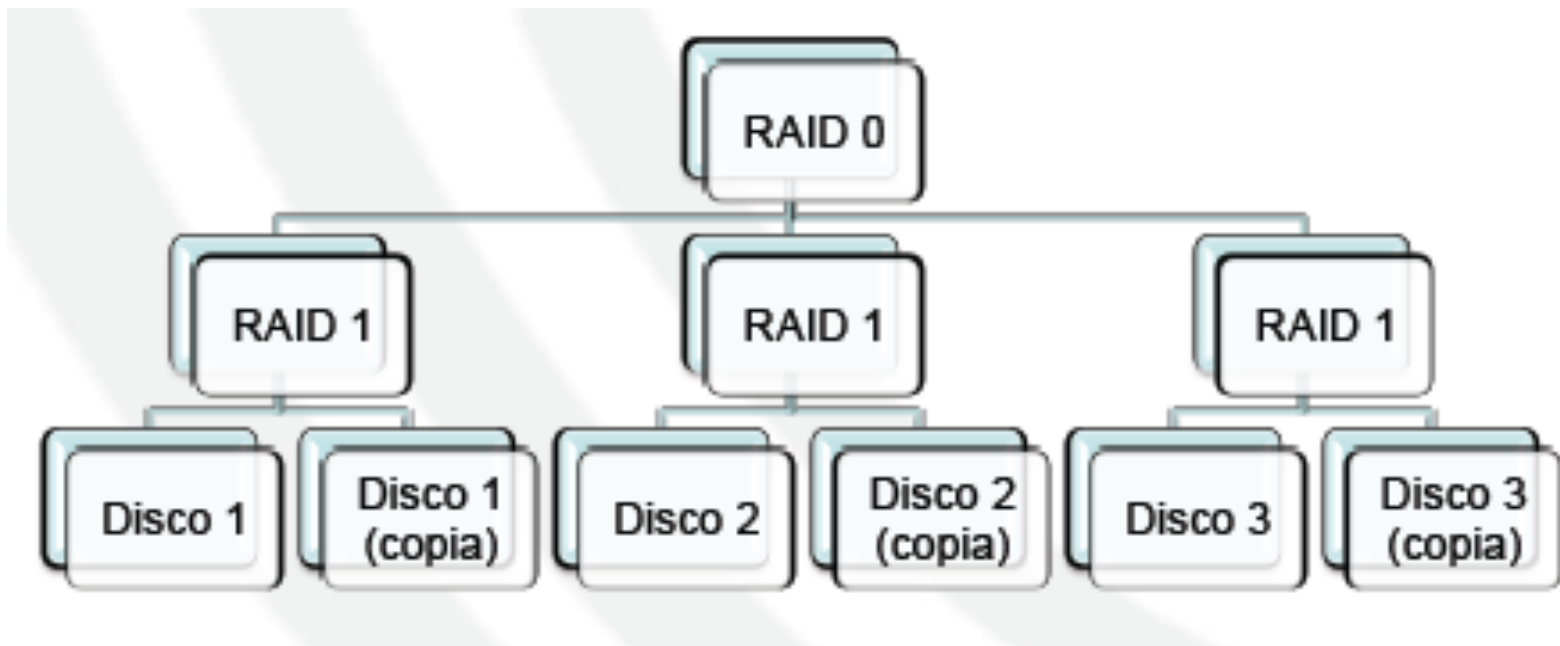 RAID 0
RAID 1
RAID 1
RAID 1
Disco 1
Disco 1
(copia)
Disco 2
Disco 2
(copia)
Disco 3
Disco 3
(copia)